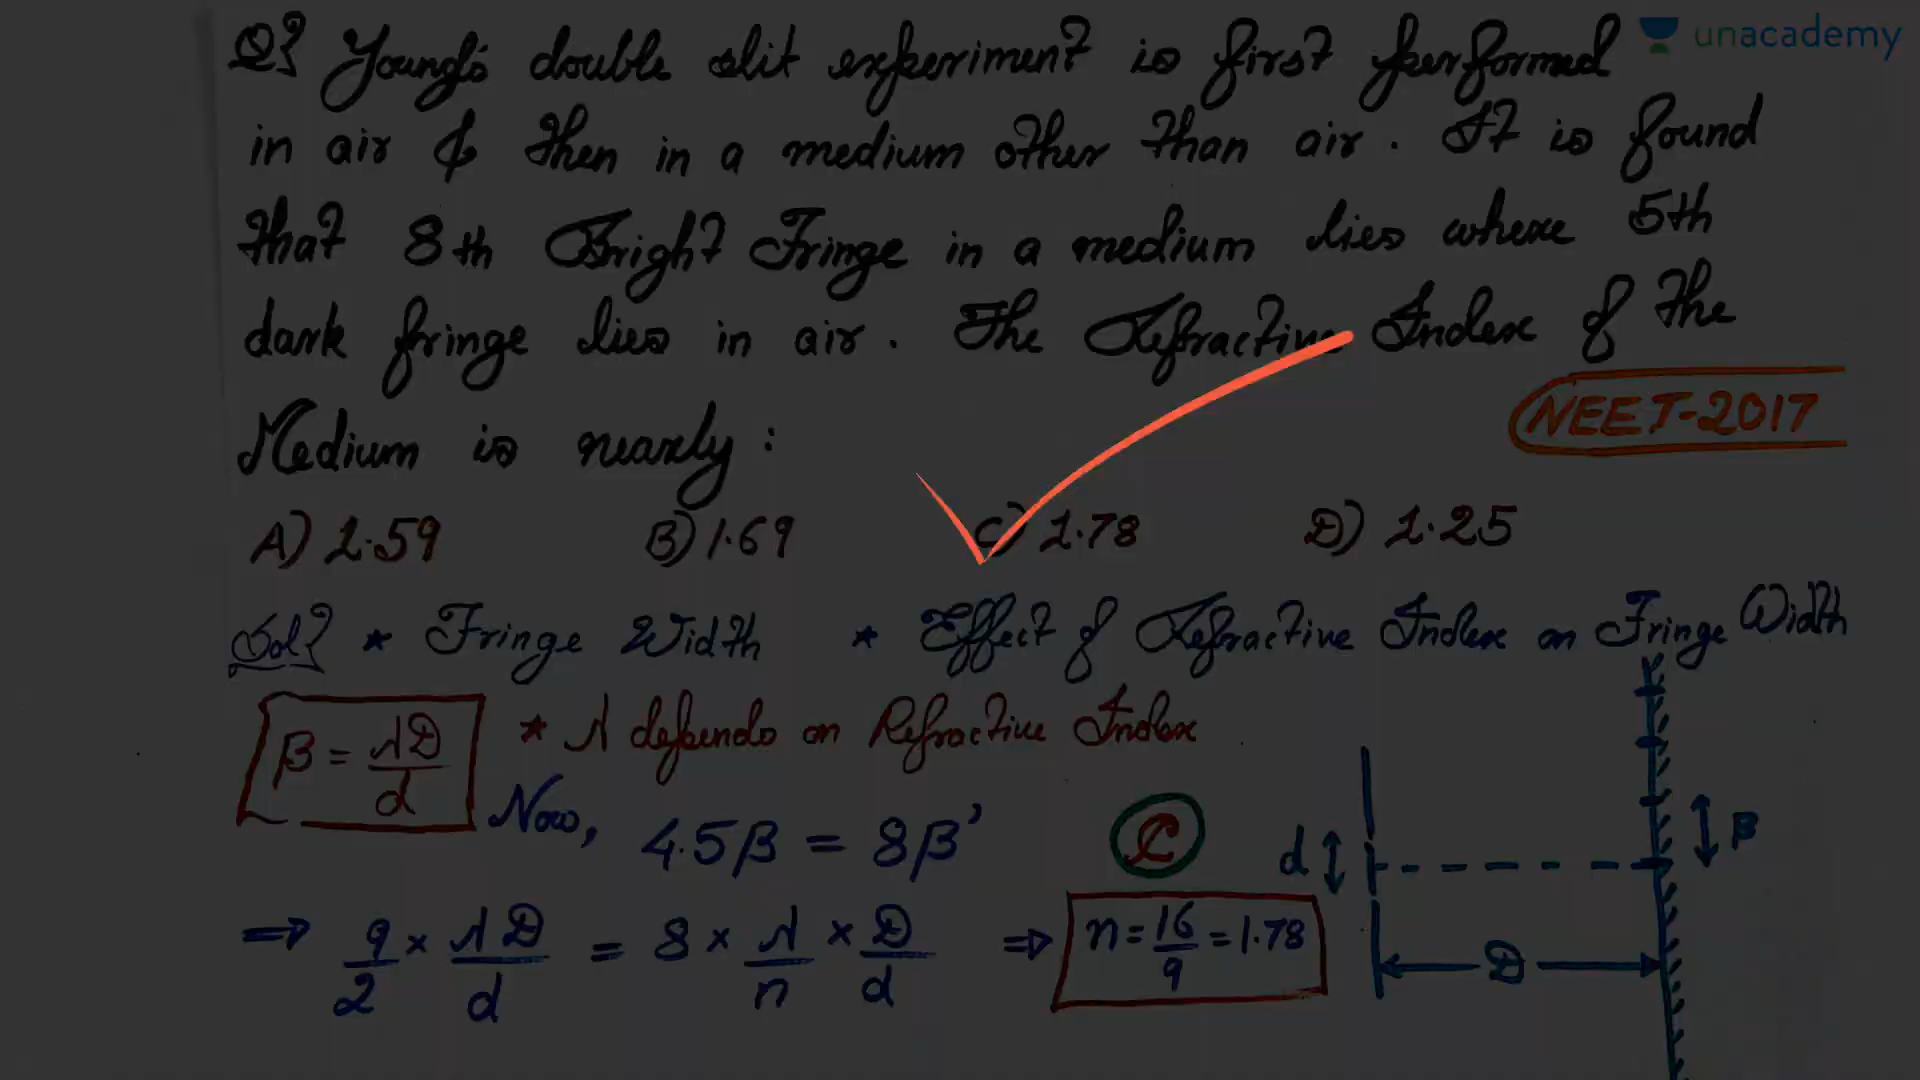 unacademy
Q? Young's double slit experiment is first performed
in air & then in a medium other than air. It is found
that 8th Bright Fringe in a medium lies where 5th
dark fringe lies in air. The Refractive Index of the
Medium is nearly:
NEET-2017
A) 1.59 B) 1.69 C) 1.78 D) 1.25
Sol? * Fringe Width * Effect of Refractive Index on Fringe Width
β = λD/d * λ depends on Refractive Index
Now, 4.5β = 8β'
C
⇒ 9/2 × λD/d = 8 × λ/n × D/d ⇒ n = 16/9 = 1.78
d
β
D